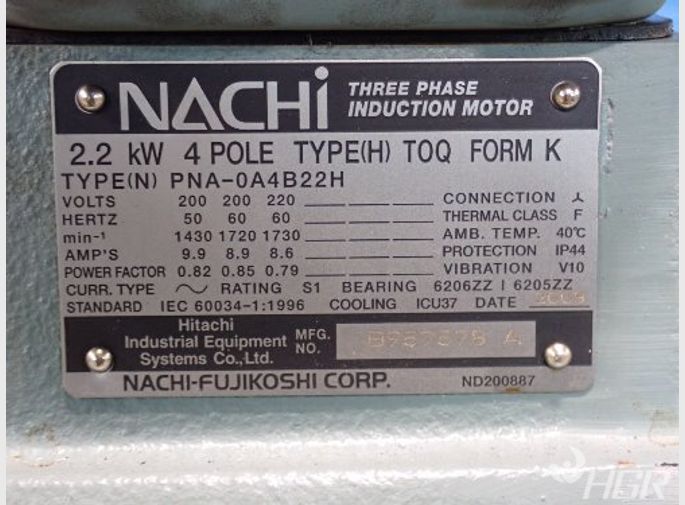 NACHi THREE PHASE
INDUCTION MOTOR
2.2 kW 4 POLE TYPE(H) TOQ FORM K
TYPE(N) PNA-0A4B22H
VOLTS 200 200 220 CONNECTION 人
HERTZ 50 60 60 THERMAL CLASS F
min⁻¹ 1430 1720 1730 AMB. TEMP. 40℃
AMP'S 9.9 8.9 8.6 PROTECTION IP44
POWER FACTOR 0.82 0.85 0.79 VIBRATION V10
CURR. TYPE ～ RATING S1 BEARING 6206ZZ | 6205ZZ
STANDARD IEC 60034-1:1996 COOLING ICU37 DATE
Hitachi
Industrial Equipment
Systems Co.,Ltd.
MFG.
NO.
NACHI-FUJIKOSHI CORP. ND200887
HGR